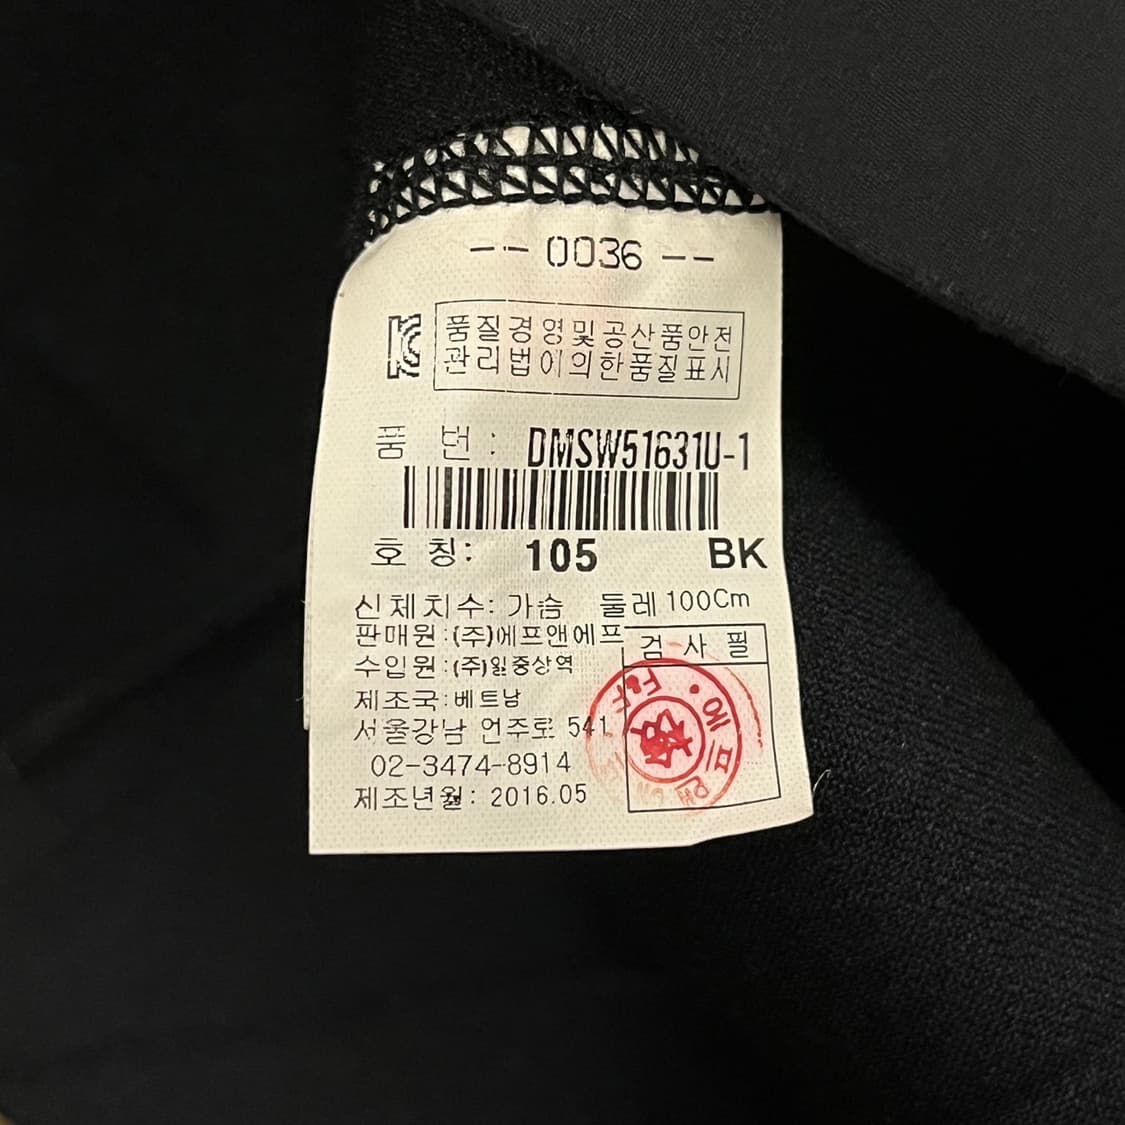 -- 0036 --
품질경영및공산품안전
관리법이의한품질표시
품 번 : DMSW51631U-1
호 칭: 105 BK
신체치수: 가슴 둘레 100Cm
판매원:(주)에프앤에프
수입원:(주)일중상역
제조국:베트남
서울강남 언주로 541
02-3474-8914
제조년월: 2016.05
검 사 필